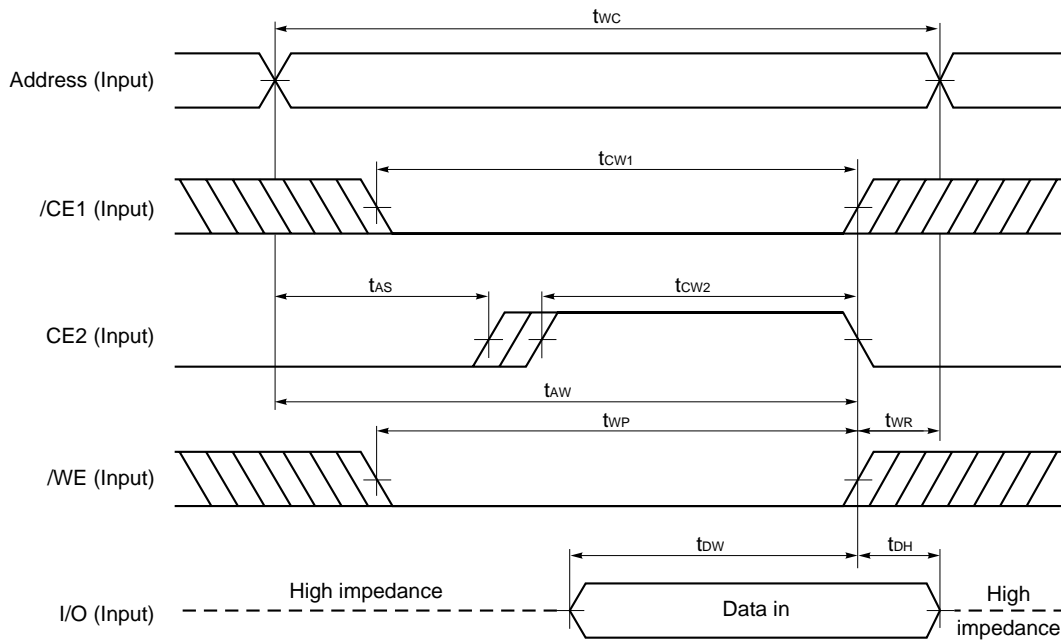 tWC
Address (Input)
tCW1
/CE1 (Input)
tAS
tCW2
CE2 (Input)
tAW
tWP
tWR
/WE (Input)
tDW
tDH
High impedance
Data in
High
impedance
I/O (Input)